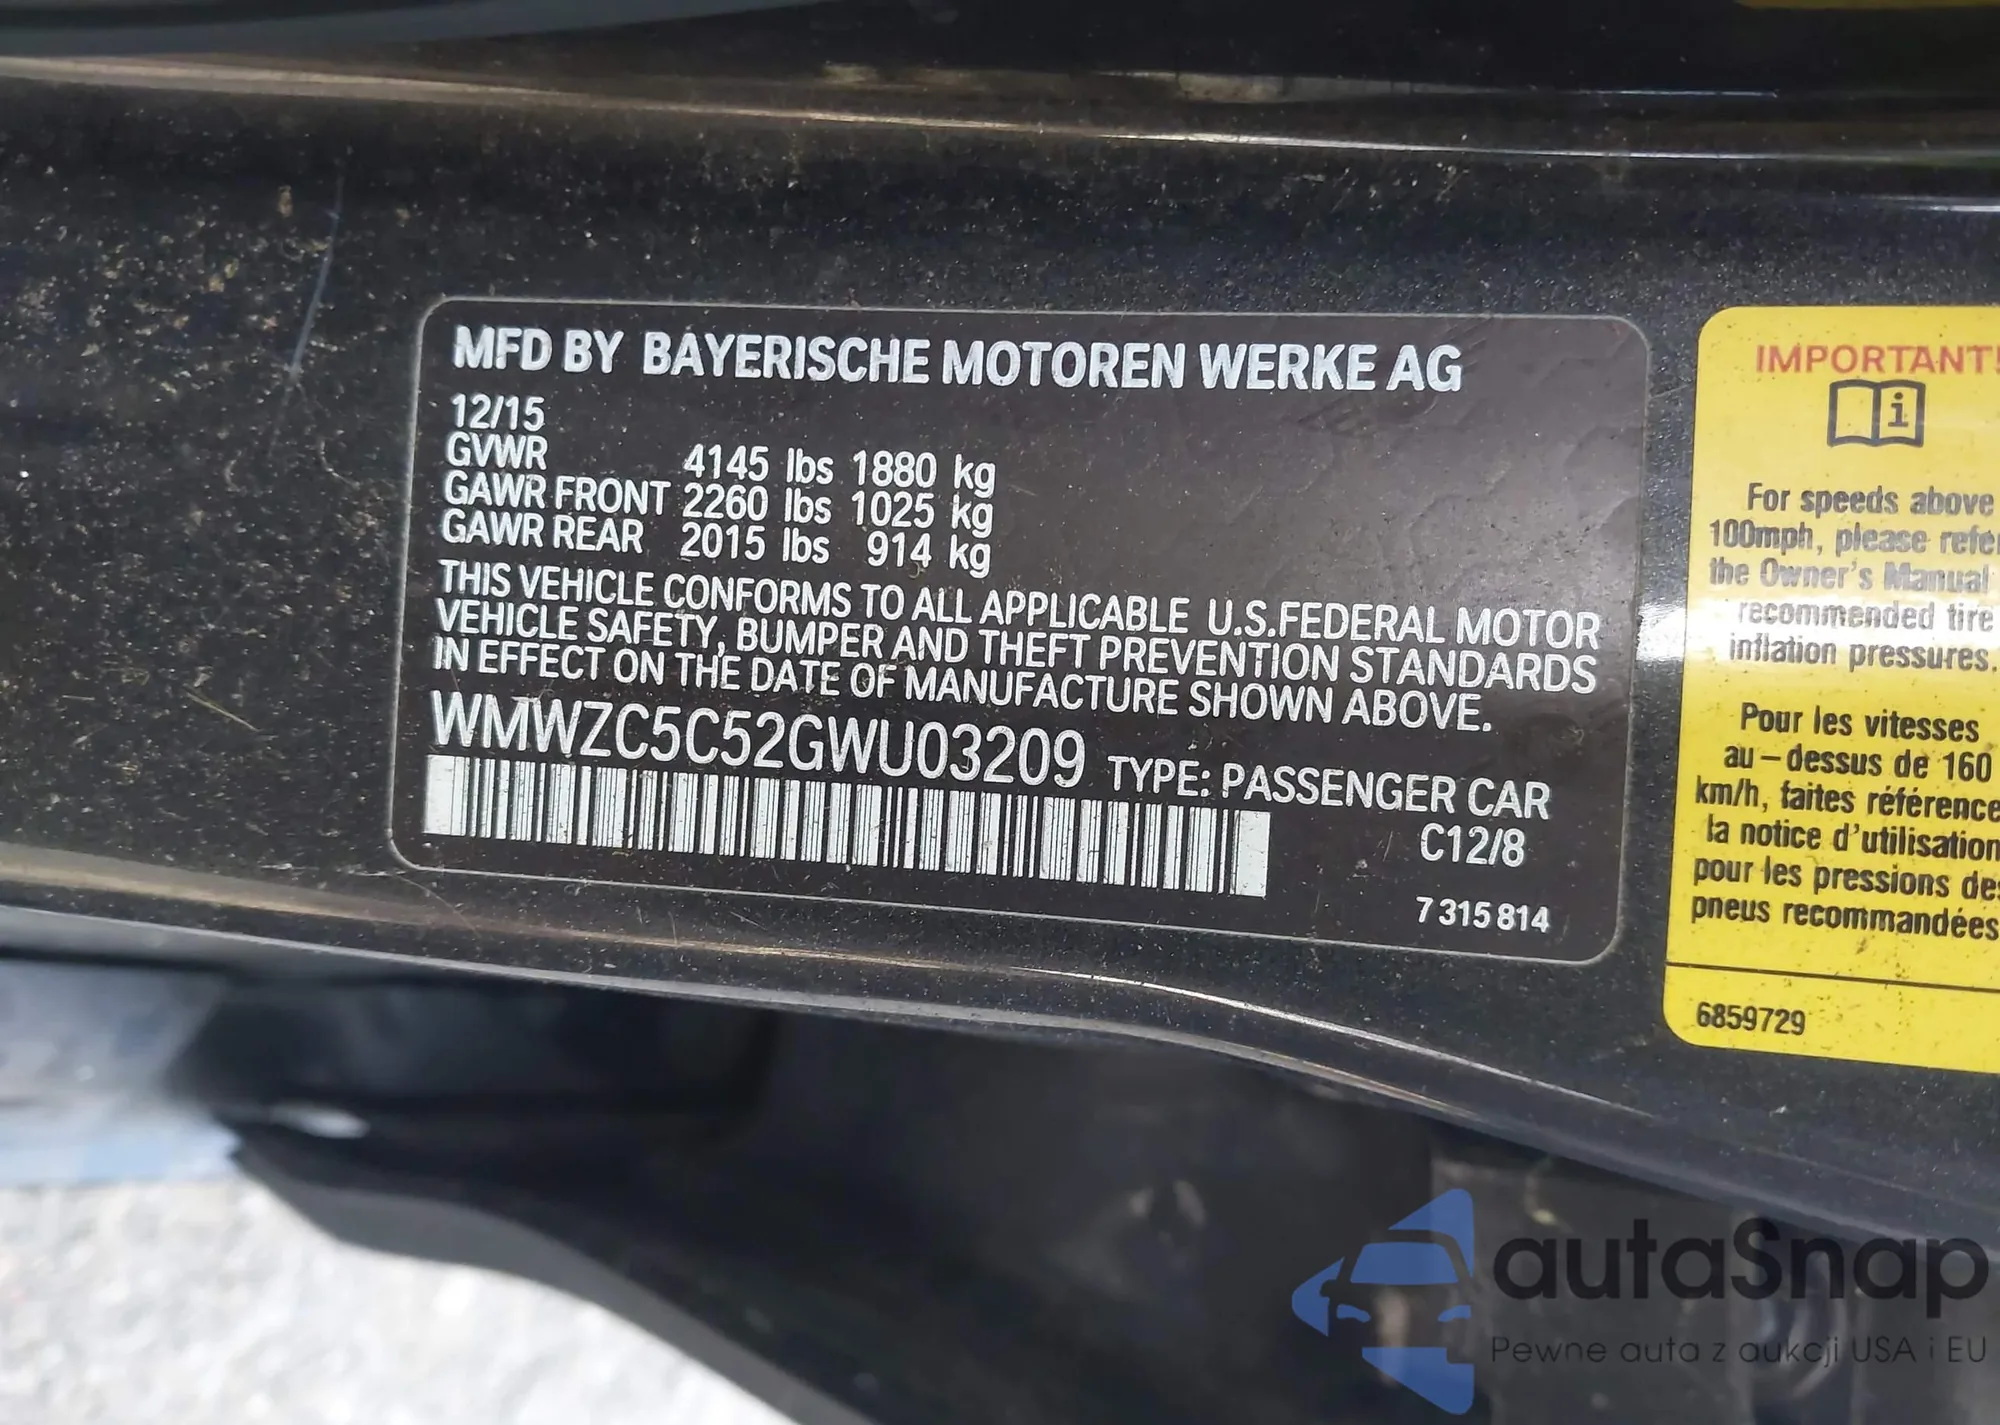 MFD BY BAYERISCHE MOTOREN WERKE AG
12/15
GVWR 4145 lbs 1880 kg
GAWR FRONT 2260 lbs 1025 kg
GAWR REAR 2015 lbs 914 kg
THIS VEHICLE CONFORMS TO ALL APPLICABLE U.S.FEDERAL MOTOR
VEHICLE SAFETY, BUMPER AND THEFT PREVENTION STANDARDS
IN EFFECT ON THE DATE OF MANUFACTURE SHOWN ABOVE.
WMWZC5C52GWU03209 TYPE: PASSENGER CAR
C12/8
7 315 814
IMPORTANT!
i
For speeds above
100mph, please refer
the Owner's Manual
recommended tire
inflation pressures.
Pour les vitesses
au-dessus de 160
km/h, faites référence
la notice d'utilisation
pour les pressions des
pneus recommandées
6859729
autaSnap
Pewne auta z aukcji USA i EU